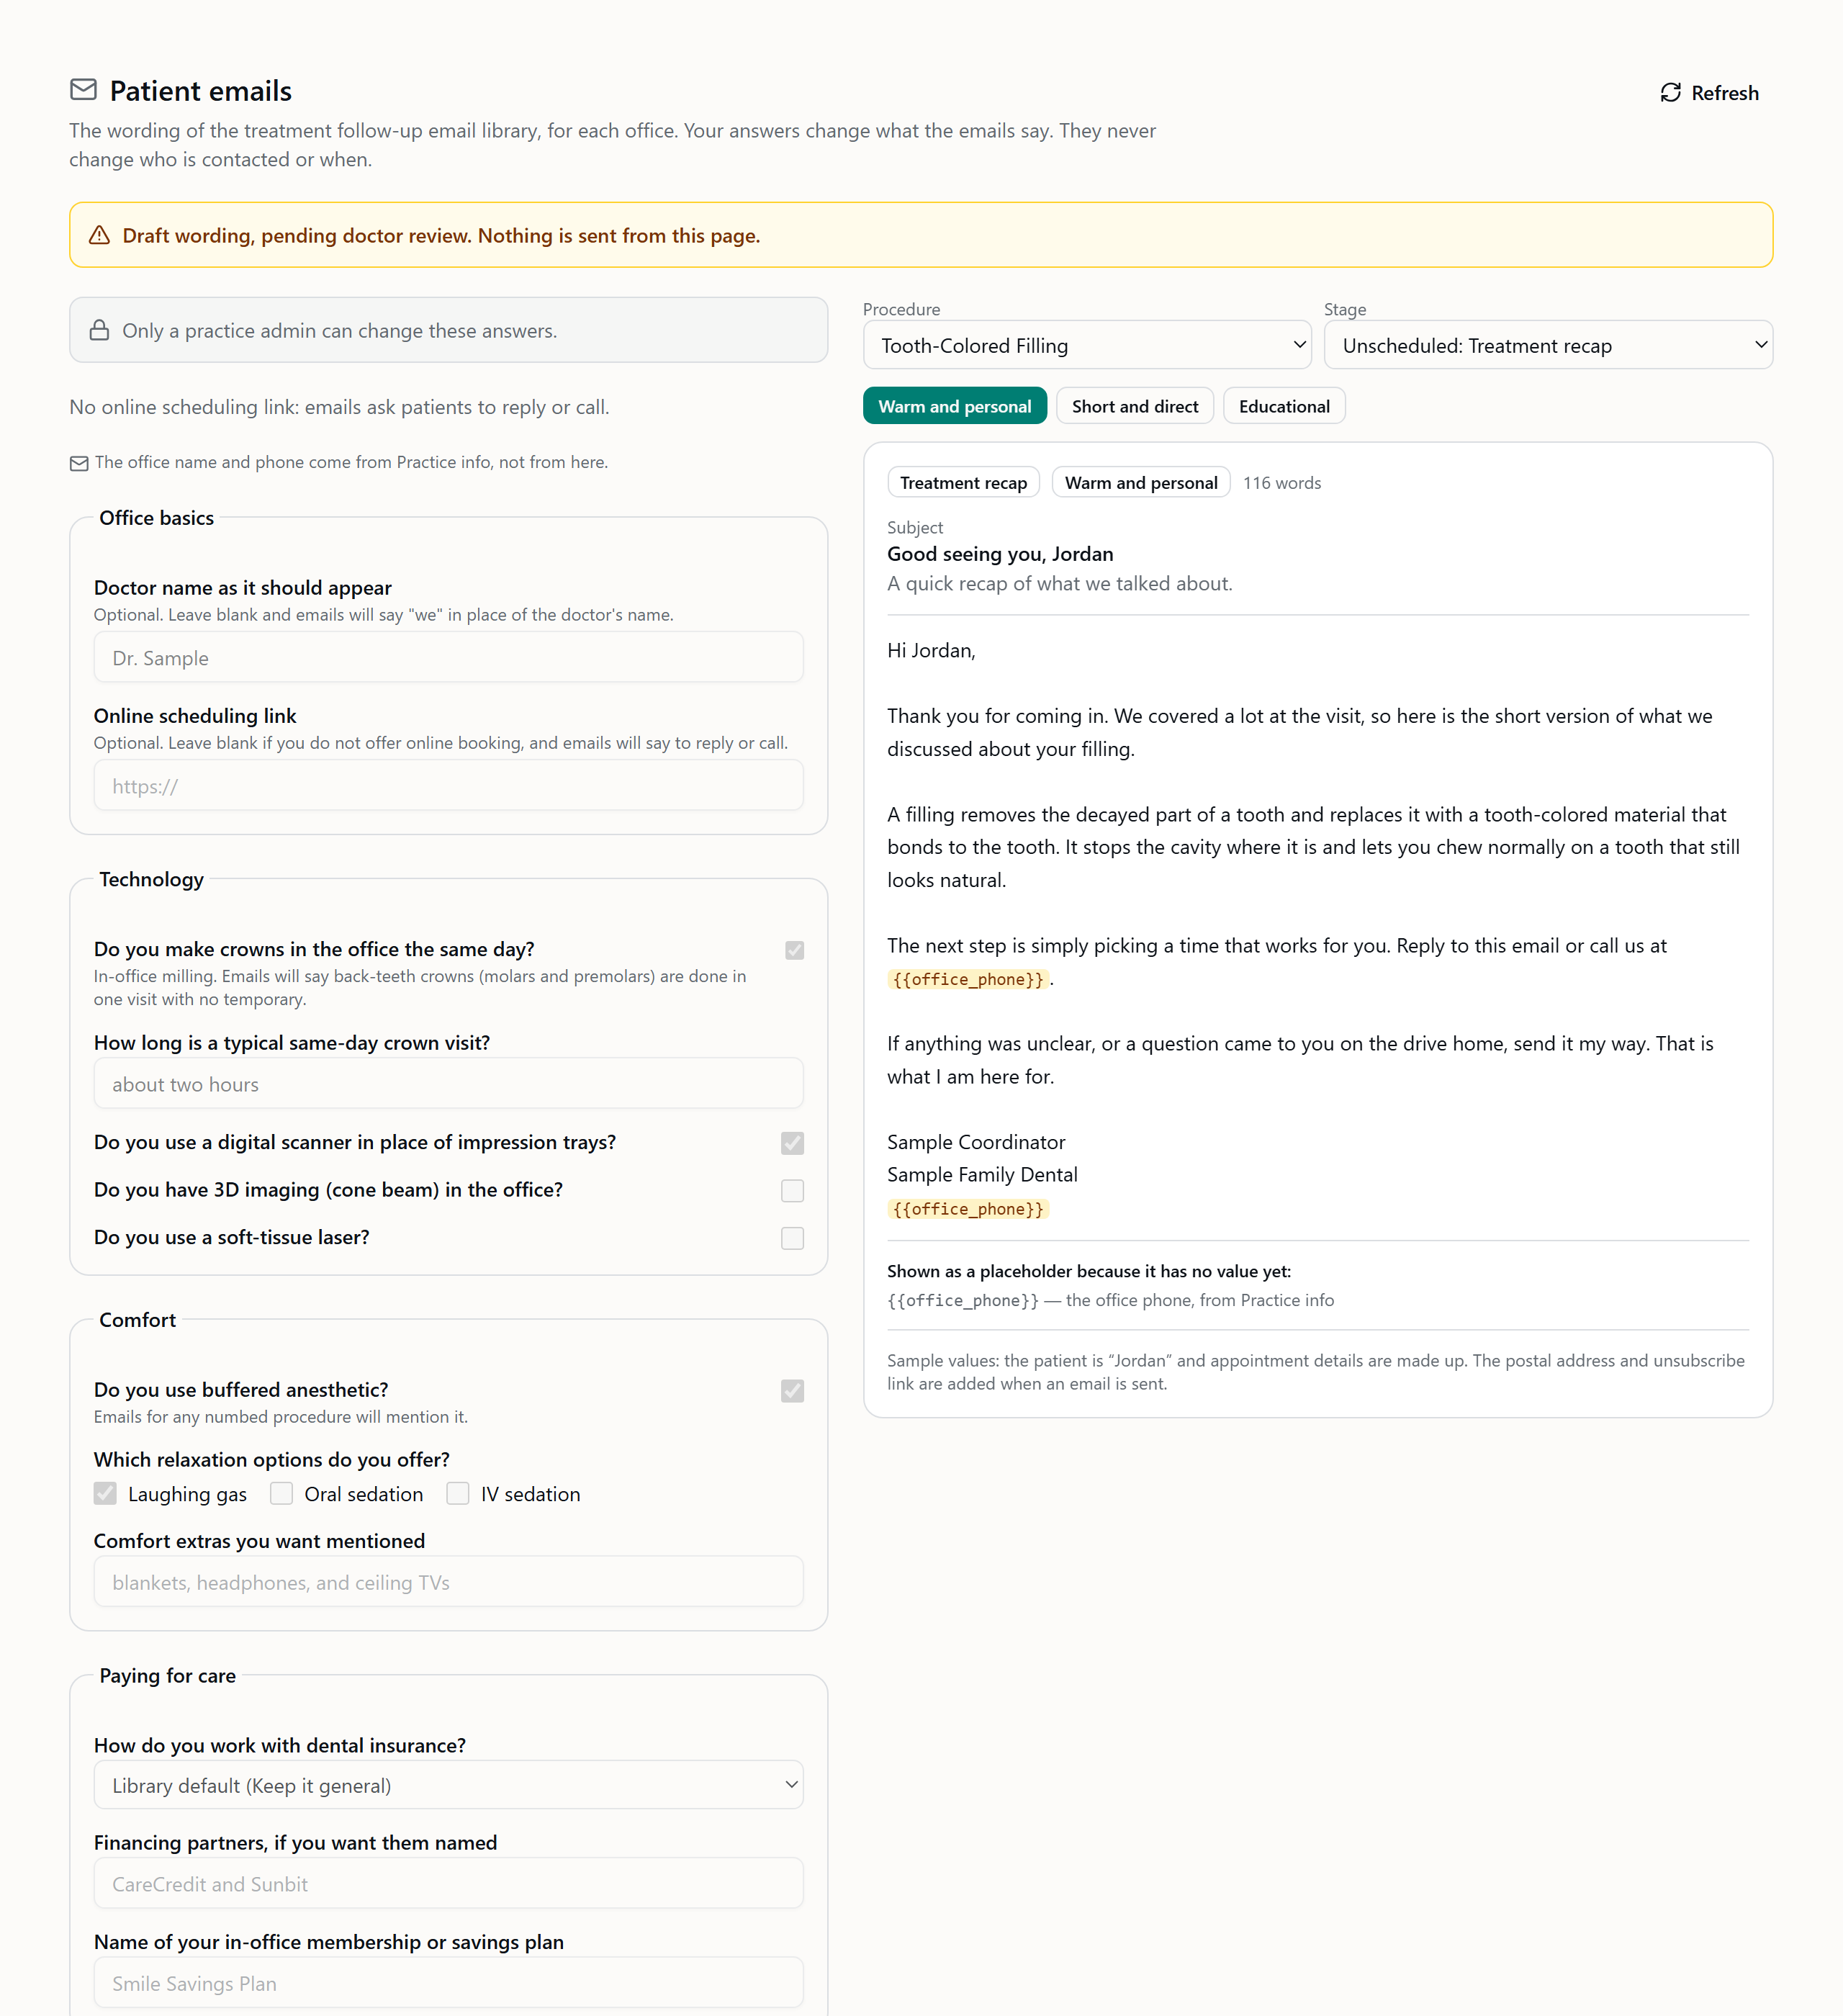 Patient emails
Refresh
The wording of the treatment follow-up email library, for each office. Your answers change what the emails say. They never
change who is contacted or when.
Draft wording, pending doctor review. Nothing is sent from this page.
Only a practice admin can change these answers.
No online scheduling link: emails ask patients to reply or call.
The office name and phone come from Practice info, not from here.
Office basics
Doctor name as it should appear
Optional. Leave blank and emails will say "we" in place of the doctor's name.
Dr. Sample
Online scheduling link
Optional. Leave blank if you do not offer online booking, and emails will say to reply or call.
https://
Technology
Do you make crowns in the office the same day?
In-office milling. Emails will say back-teeth crowns (molars and premolars) are done in
one visit with no temporary.
How long is a typical same-day crown visit?
about two hours
Do you use a digital scanner in place of impression trays?
Do you have 3D imaging (cone beam) in the office?
Do you use a soft-tissue laser?
Comfort
Do you use buffered anesthetic?
Emails for any numbed procedure will mention it.
Which relaxation options do you offer?
Laughing gas Oral sedation IV sedation
Comfort extras you want mentioned
blankets, headphones, and ceiling TVs
Paying for care
How do you work with dental insurance?
Library default (Keep it general)
Financing partners, if you want them named
CareCredit and Sunbit
Name of your in-office membership or savings plan
Smile Savings Plan
Procedure
Tooth-Colored Filling
Stage
Unscheduled: Treatment recap
Warm and personal Short and direct Educational
Treatment recap Warm and personal 116 words
Subject
Good seeing you, Jordan
A quick recap of what we talked about.
Hi Jordan,
Thank you for coming in. We covered a lot at the visit, so here is the short version of what we
discussed about your filling.
A filling removes the decayed part of a tooth and replaces it with a tooth-colored material that
bonds to the tooth. It stops the cavity where it is and lets you chew normally on a tooth that still
looks natural.
The next step is simply picking a time that works for you. Reply to this email or call us at
{{office_phone}}.
If anything was unclear, or a question came to you on the drive home, send it my way. That is
what I am here for.
Sample Coordinator
Sample Family Dental
{{office_phone}}
Shown as a placeholder because it has no value yet:
{{office_phone}} — the office phone, from Practice info
Sample values: the patient is “Jordan” and appointment details are made up. The postal address and unsubscribe
link are added when an email is sent.